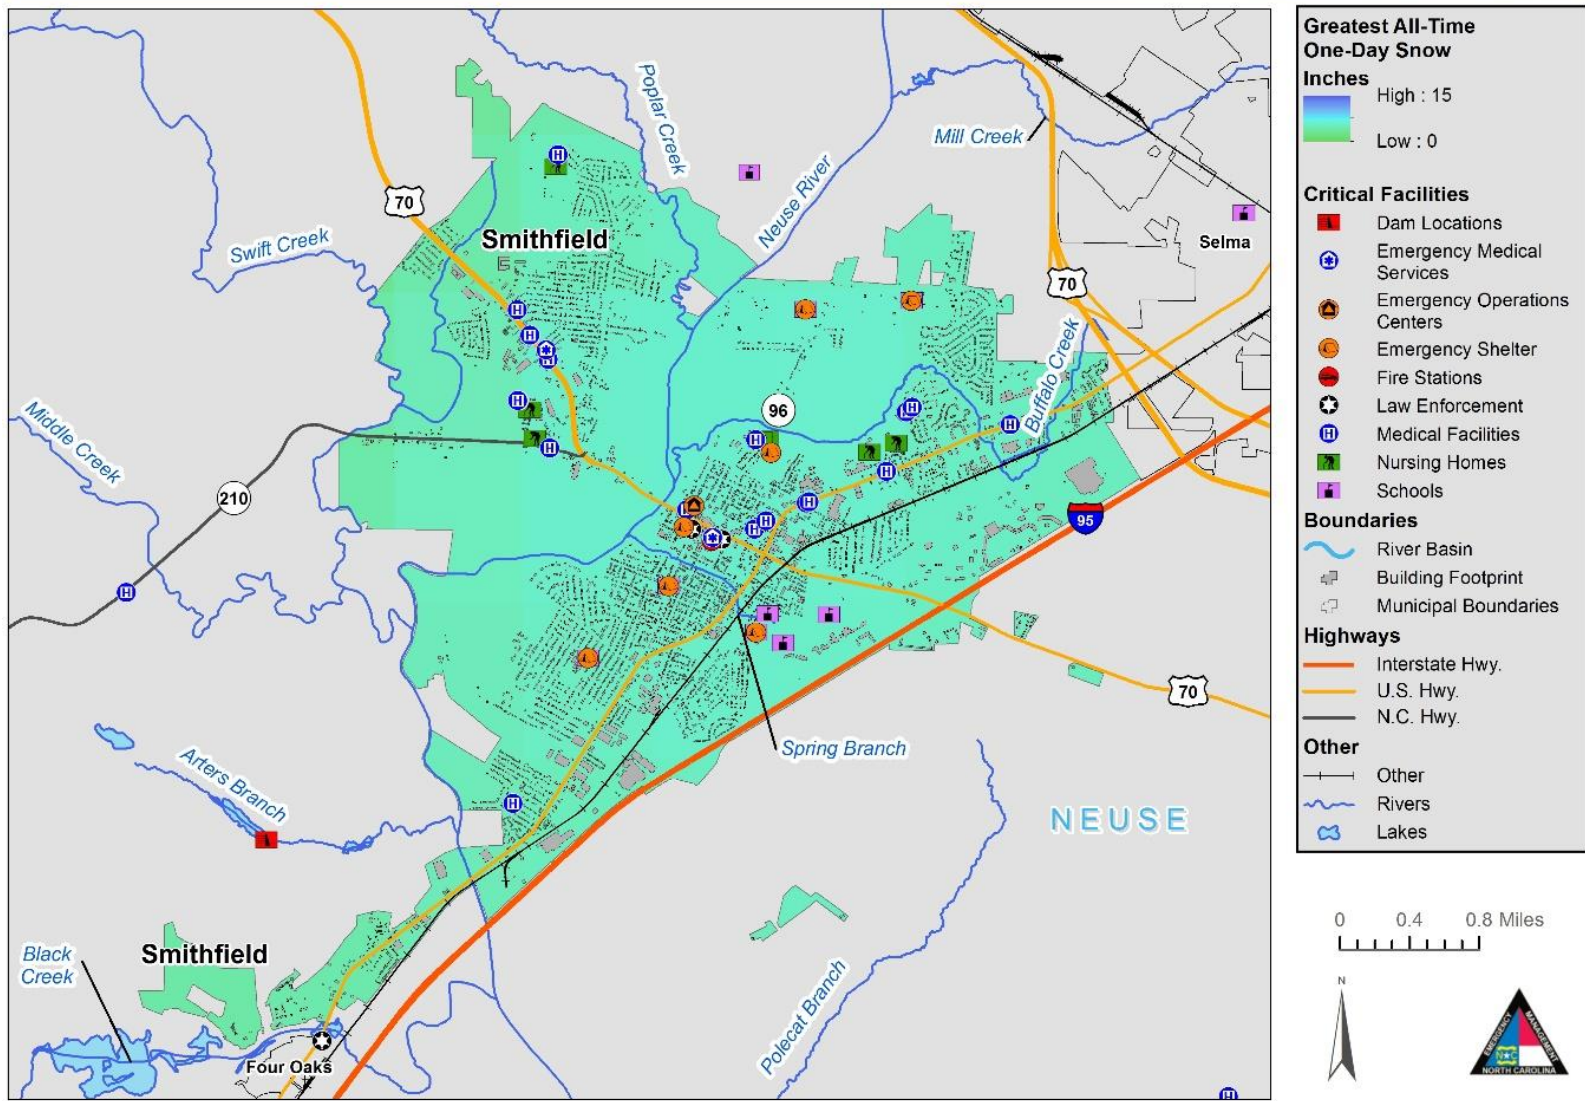 70
Poplar Creek
Mill Creek
Neuse River
Swift Creek
Smithfield
Selma
70
Buffalo Creek
Middle Creek
96
210
95
70
Spring Branch
Arters Branch
NEUSE
Smithfield
Black
Creek
Polecat Branch
Four Oaks
Greatest All-Time
One-Day Snow
Inches
High : 15
Low : 0
Critical Facilities
Dam Locations
Emergency Medical
Services
Emergency Operations
Centers
Emergency Shelter
Fire Stations
Law Enforcement
Medical Facilities
Nursing Homes
Schools
Boundaries
River Basin
Building Footprint
Municipal Boundaries
Highways
Interstate Hwy.
U.S. Hwy.
N.C. Hwy.
Other
Other
Rivers
Lakes
0 0.4 0.8 Miles
N
EMERGENCY
MANAGEMENT
N C
NORTH CAROLINA